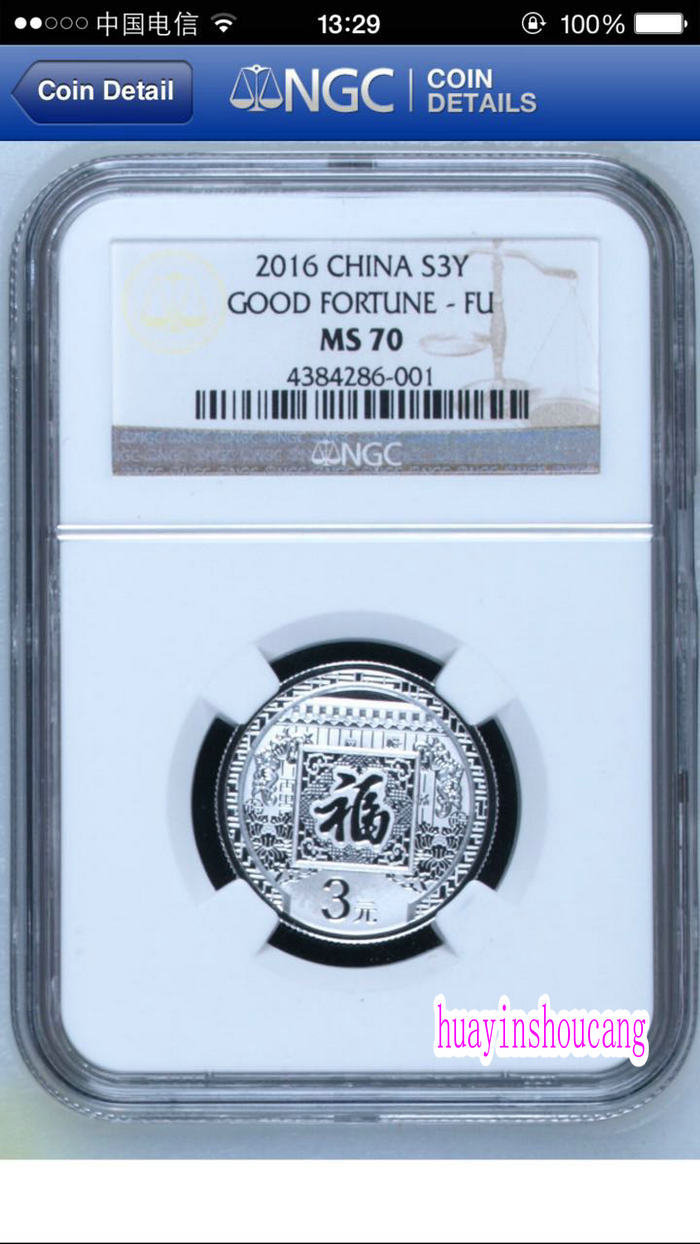 中国电信 13:29 100%
Coin Detail NGC COIN DETAILS
2016 CHINA S3Y
GOOD FORTUNE - FU
MS 70
4384286-001
NGC
福
3元
huayinshoucang